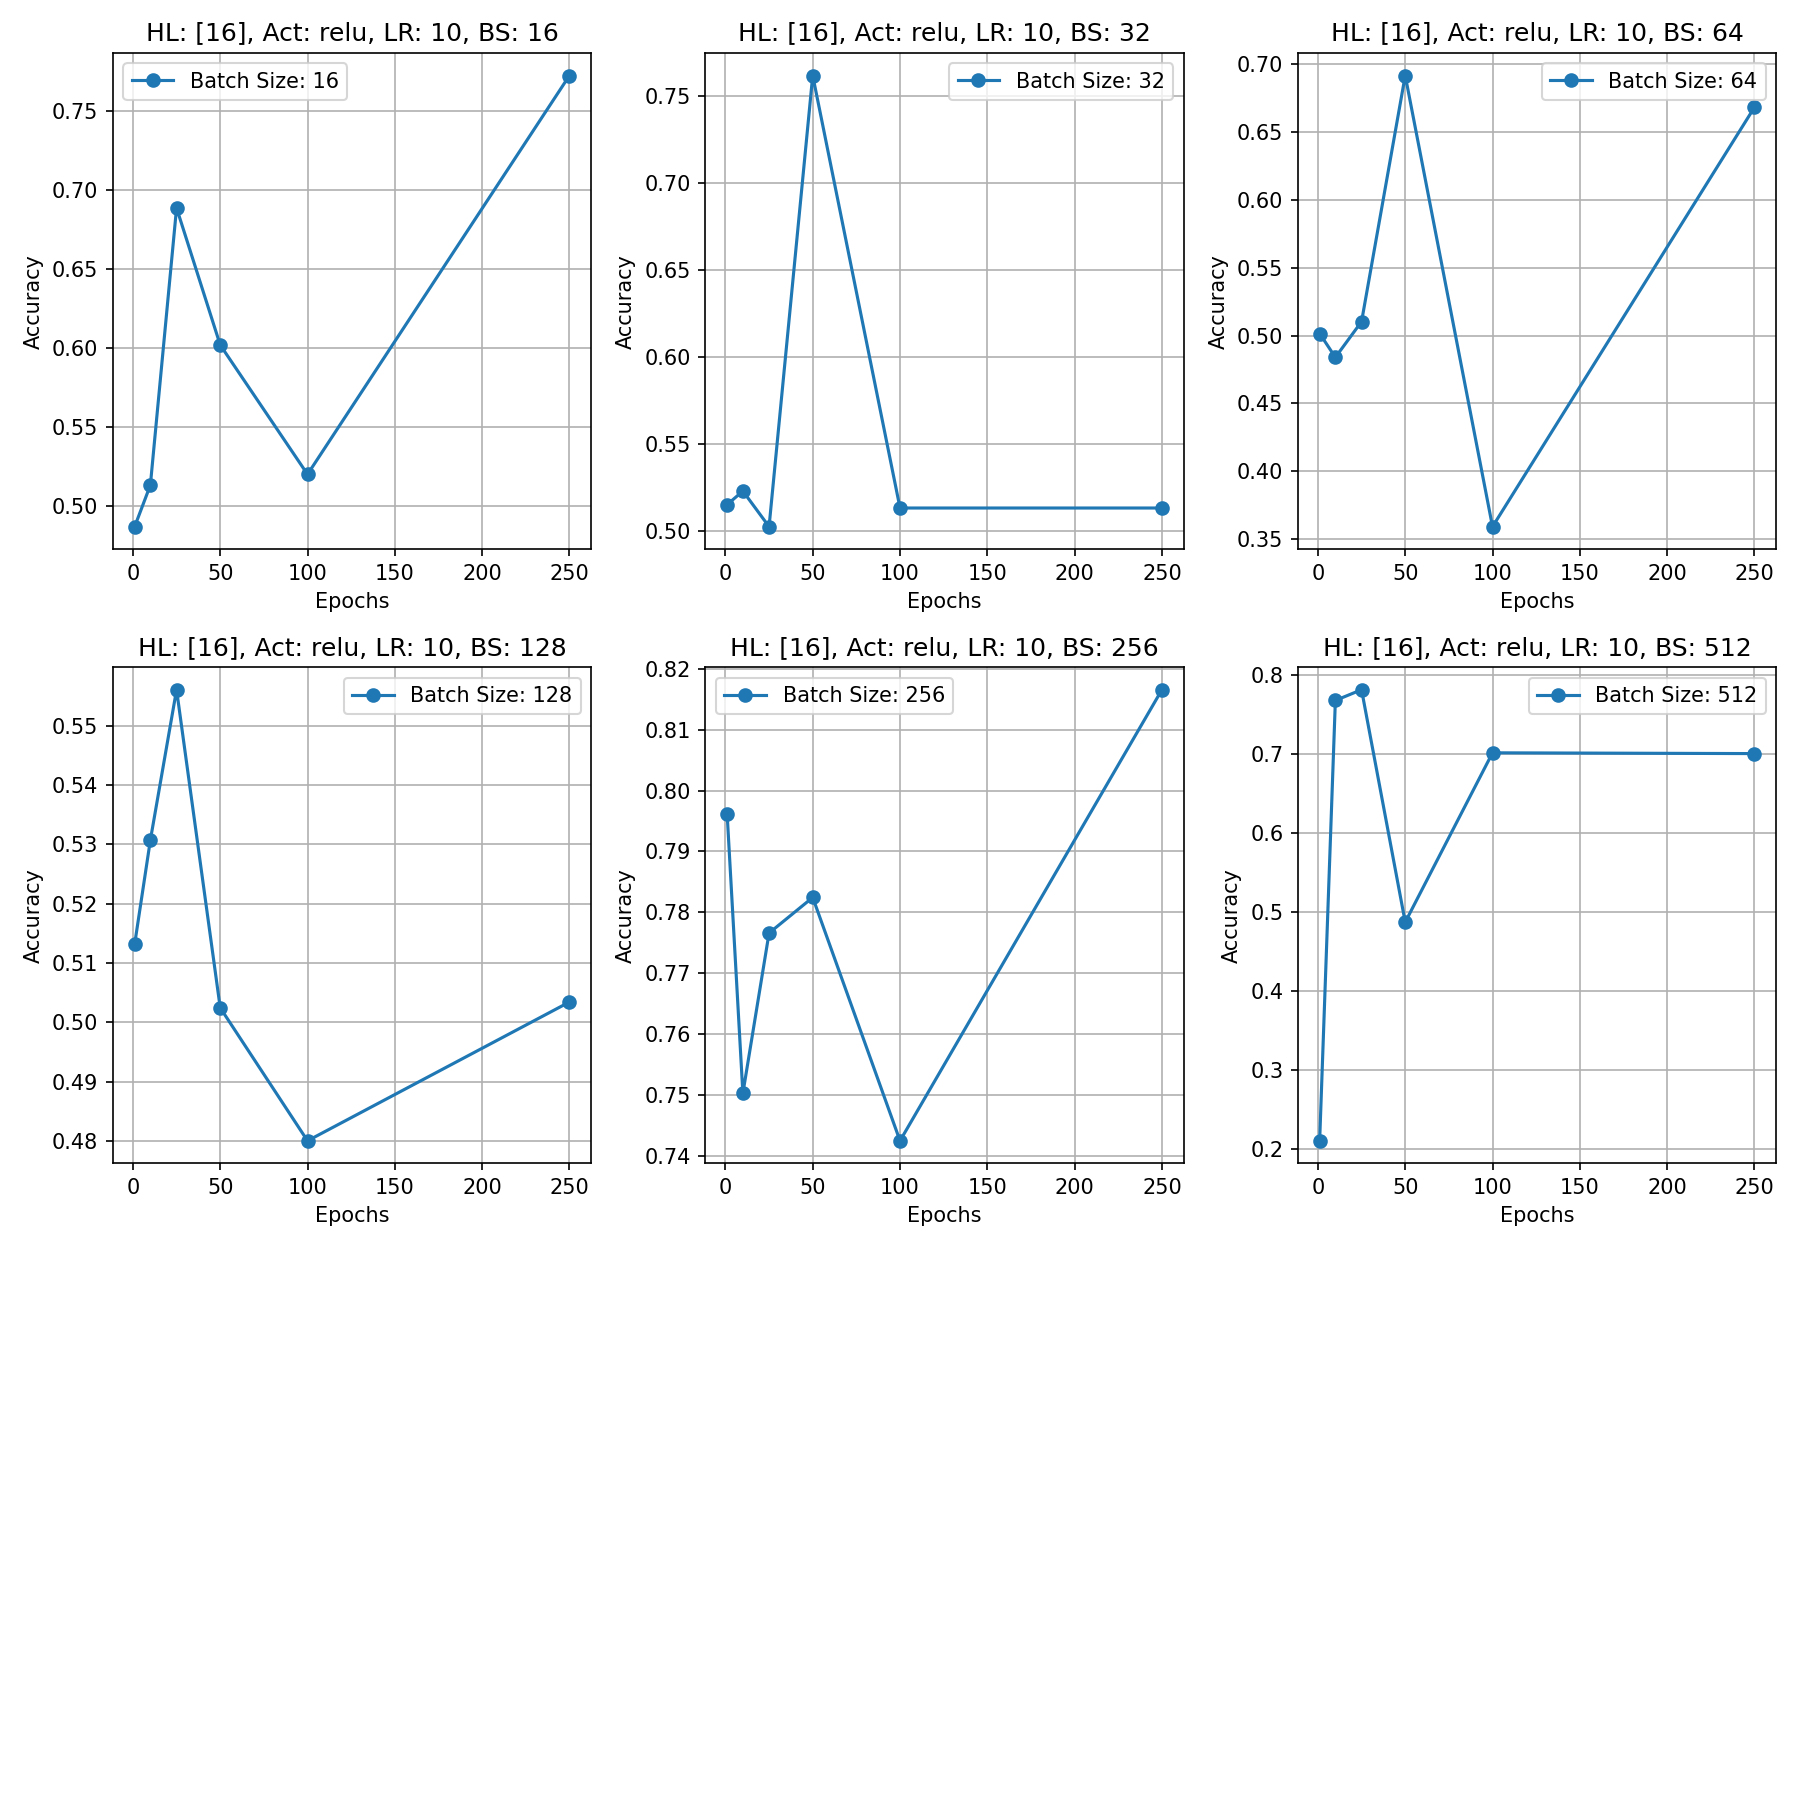 HL: [16], Act: relu, LR: 10, BS: 16
Batch Size: 16
0.75
0.70
0.65
0.60
0.55
0.50
Accuracy
0 50 100 150 200 250
Epochs
HL: [16], Act: relu, LR: 10, BS: 32
Batch Size: 32
0.75
0.70
0.65
0.60
0.55
0.50
Accuracy
0 50 100 150 200 250
Epochs
HL: [16], Act: relu, LR: 10, BS: 64
Batch Size: 64
0.70
0.65
0.60
0.55
0.50
0.45
0.40
0.35
Accuracy
0 50 100 150 200 250
Epochs
HL: [16], Act: relu, LR: 10, BS: 128
Batch Size: 128
0.55
0.54
0.53
0.52
0.51
0.50
0.49
0.48
Accuracy
0 50 100 150 200 250
Epochs
HL: [16], Act: relu, LR: 10, BS: 256
Batch Size: 256
0.82
0.81
0.80
0.79
0.78
0.77
0.76
0.75
0.74
Accuracy
0 50 100 150 200 250
Epochs
HL: [16], Act: relu, LR: 10, BS: 512
Batch Size: 512
0.8
0.7
0.6
0.5
0.4
0.3
0.2
Accuracy
0 50 100 150 200 250
Epochs